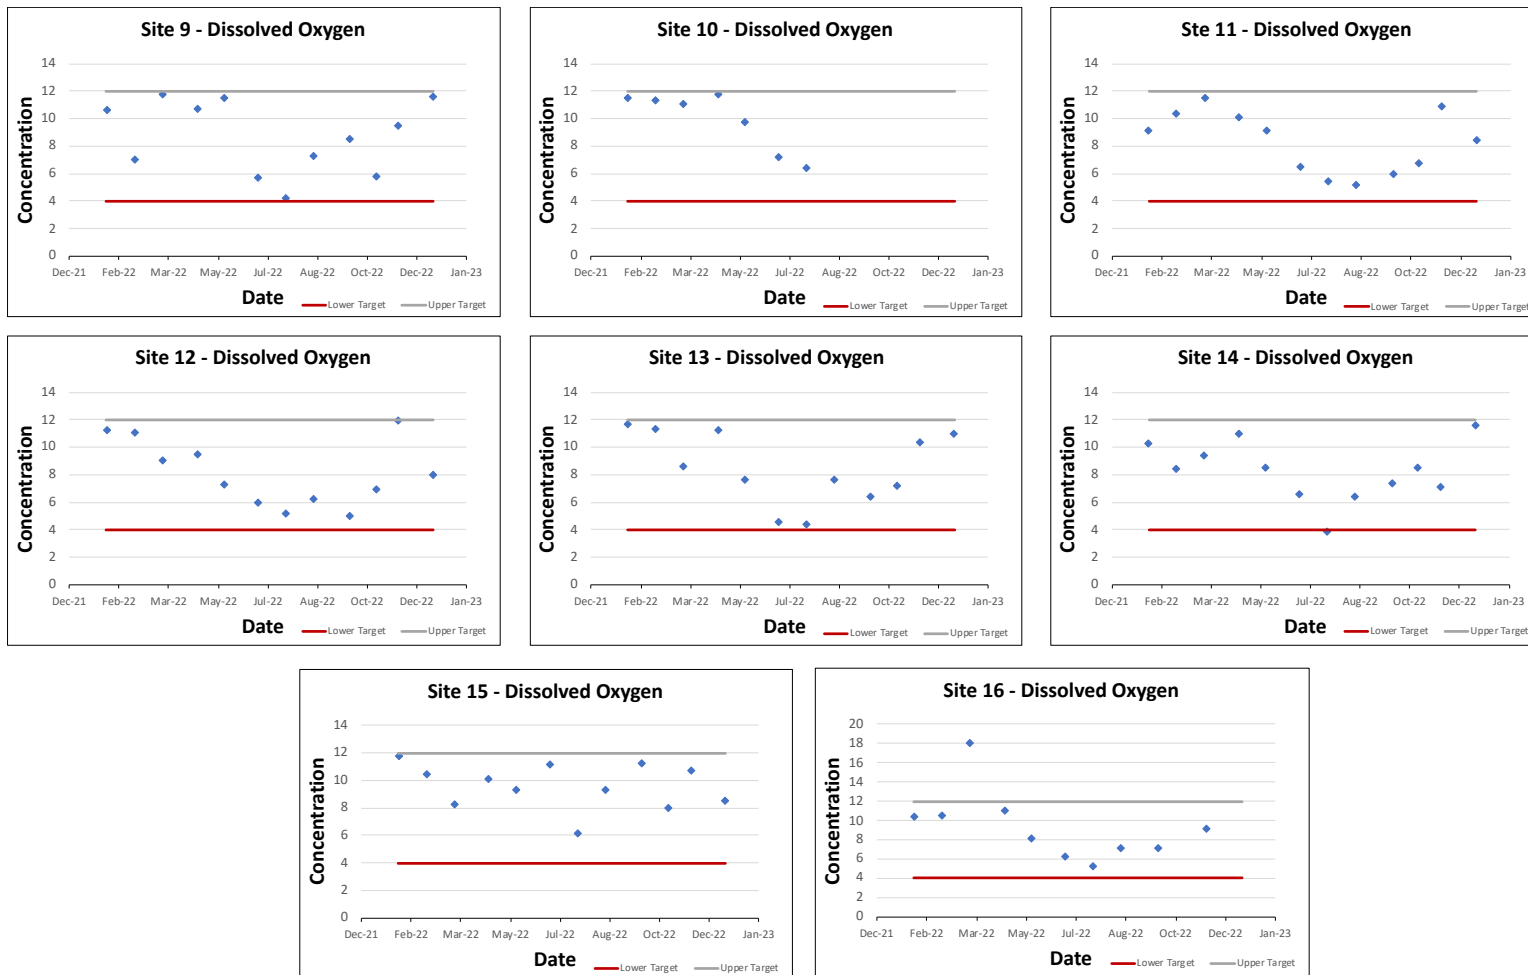 Site 9 - Dissolved Oxygen
14
12
10
8
6
4
2
0
Concentration
Dec-21 Feb-22 Mar-22 May-22 Jul-22 Aug-22 Oct-22 Dec-22 Jan-23
Date
Lower Target Upper Target
Site 10 - Dissolved Oxygen
14
12
10
8
6
4
2
0
Concentration
Dec-21 Feb-22 Mar-22 May-22 Jul-22 Aug-22 Oct-22 Dec-22 Jan-23
Date
Lower Target Upper Target
Ste 11 - Dissolved Oxygen
14
12
10
8
6
4
2
0
Concentration
Dec-21 Feb-22 Mar-22 May-22 Jul-22 Aug-22 Oct-22 Dec-22 Jan-23
Date
Lower Target Upper Target
Site 12 - Dissolved Oxygen
14
12
10
8
6
4
2
0
Concentration
Dec-21 Feb-22 Mar-22 May-22 Jul-22 Aug-22 Oct-22 Dec-22 Jan-23
Date
Lower Target Upper Target
Site 13 - Dissolved Oxygen
14
12
10
8
6
4
2
0
Concentration
Dec-21 Feb-22 Mar-22 May-22 Jul-22 Aug-22 Oct-22 Dec-22 Jan-23
Date
Lower Target Upper Target
Site 14 - Dissolved Oxygen
14
12
10
8
6
4
2
0
Concentration
Dec-21 Feb-22 Mar-22 May-22 Jul-22 Aug-22 Oct-22 Dec-22 Jan-23
Date
Lower Target Upper Target
Site 15 - Dissolved Oxygen
14
12
10
8
6
4
2
0
Concentration
Dec-21 Feb-22 Mar-22 May-22 Jul-22 Aug-22 Oct-22 Dec-22 Jan-23
Date
Lower Target Upper Target
Site 16 - Dissolved Oxygen
20
18
16
14
12
10
8
6
4
2
0
Concentration
Dec-21 Feb-22 Mar-22 May-22 Jul-22 Aug-22 Oct-22 Dec-22 Jan-23
Date
Lower Target Upper Target